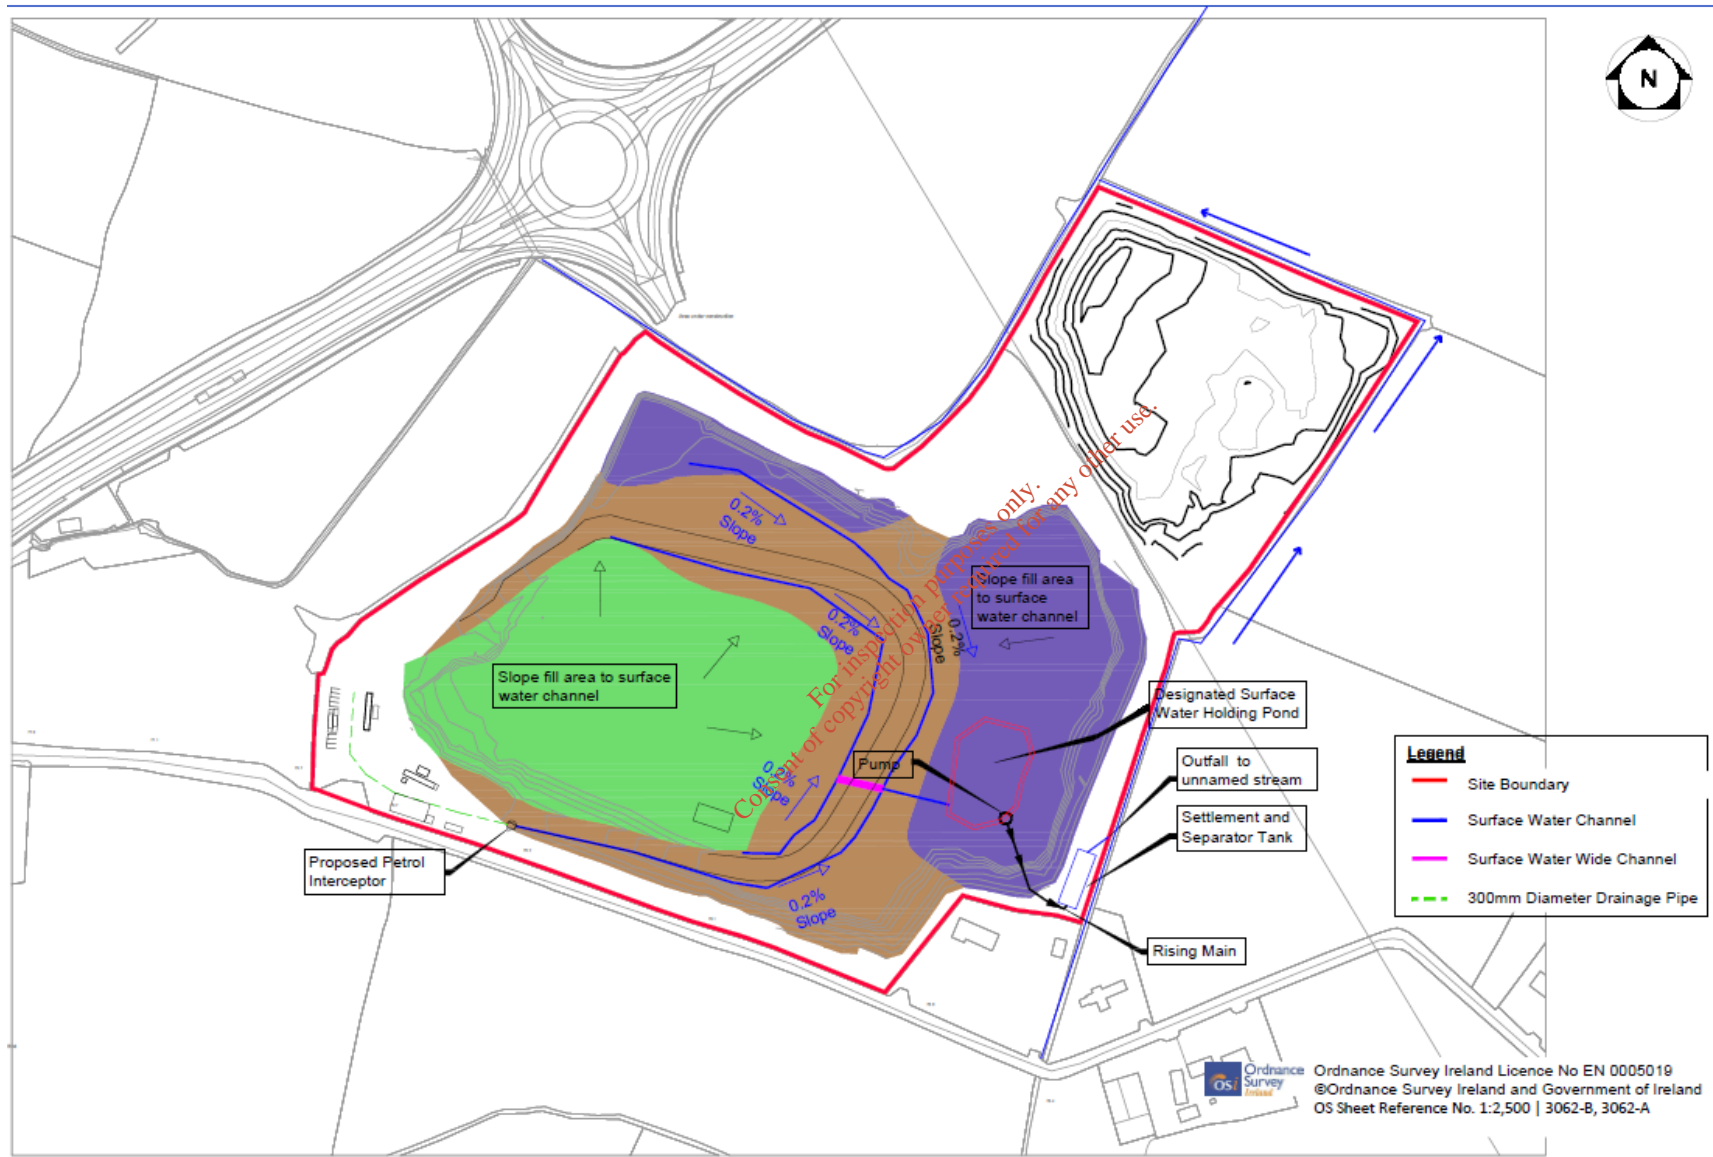 N
Area under construction
0.2%
Slope
For inspection purposes only.
Consent of copyright owner required for any other use.
Slope fill area
to surface
water channel
0.2%
Slope
0.2%
Slope
Slope fill area to surface
water channel
Designated Surface
Water Holding Pond
Pump
Outfall to
unnamed stream
0.2%
Slope
Settlement and
Separator Tank
Proposed Petrol
Interceptor
0.2%
Slope
Rising Main
Legend
Site Boundary
Surface Water Channel
Surface Water Wide Channel
300mm Diameter Drainage Pipe
osi
Ordnance
Survey
Ireland
Ordnance Survey Ireland Licence No EN 0005019
©Ordnance Survey Ireland and Government of Ireland
OS Sheet Reference No. 1:2,500 | 3062-B, 3062-A